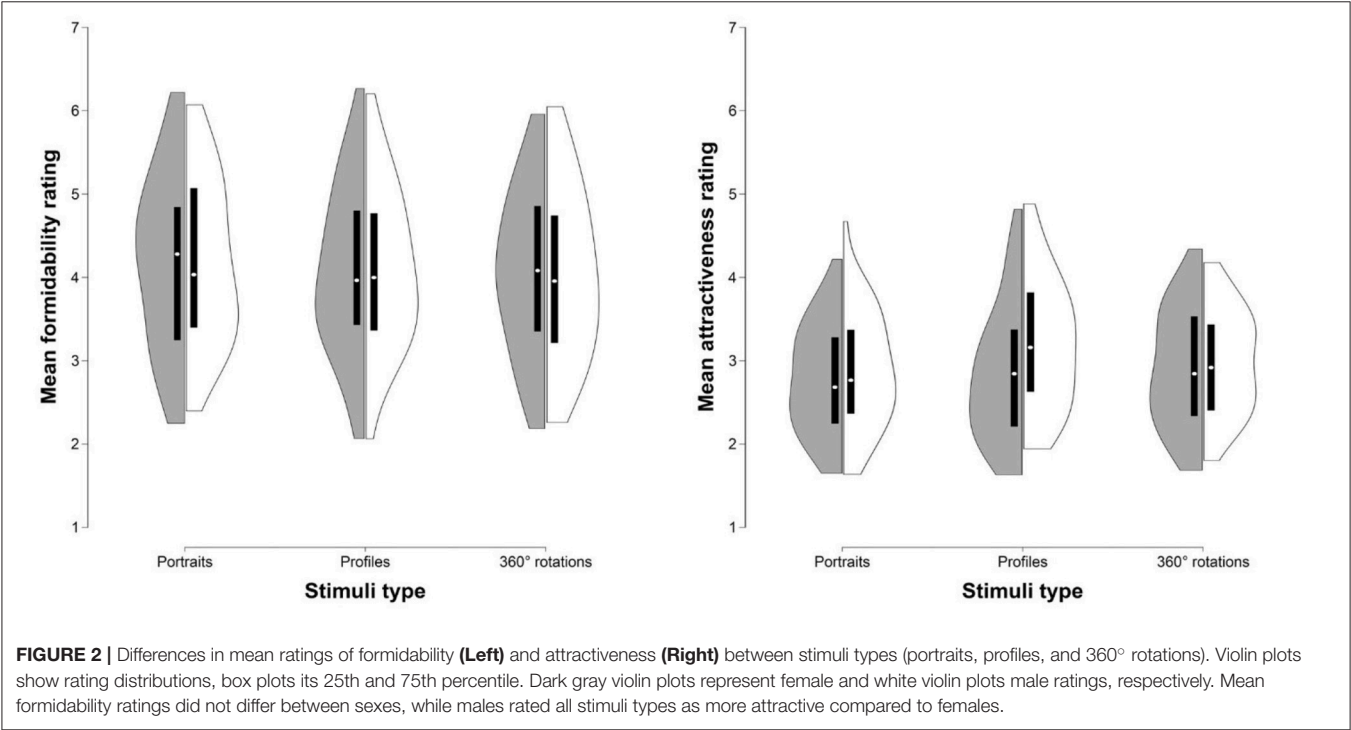 7
6
5
4
3
2
1
Mean formidability rating
Portraits
Profiles
360° rotations
Stimuli type
7
6
5
4
3
2
1
Mean attractiveness rating
Portraits
Profiles
360° rotations
Stimuli type
FIGURE 2 | Differences in mean ratings of formidability (Left) and attractiveness (Right) between stimuli types (portraits, profiles, and 360° rotations). Violin plots
show rating distributions, box plots its 25th and 75th percentile. Dark gray violin plots represent female and white violin plots male ratings, respectively. Mean
formidability ratings did not differ between sexes, while males rated all stimuli types as more attractive compared to females.